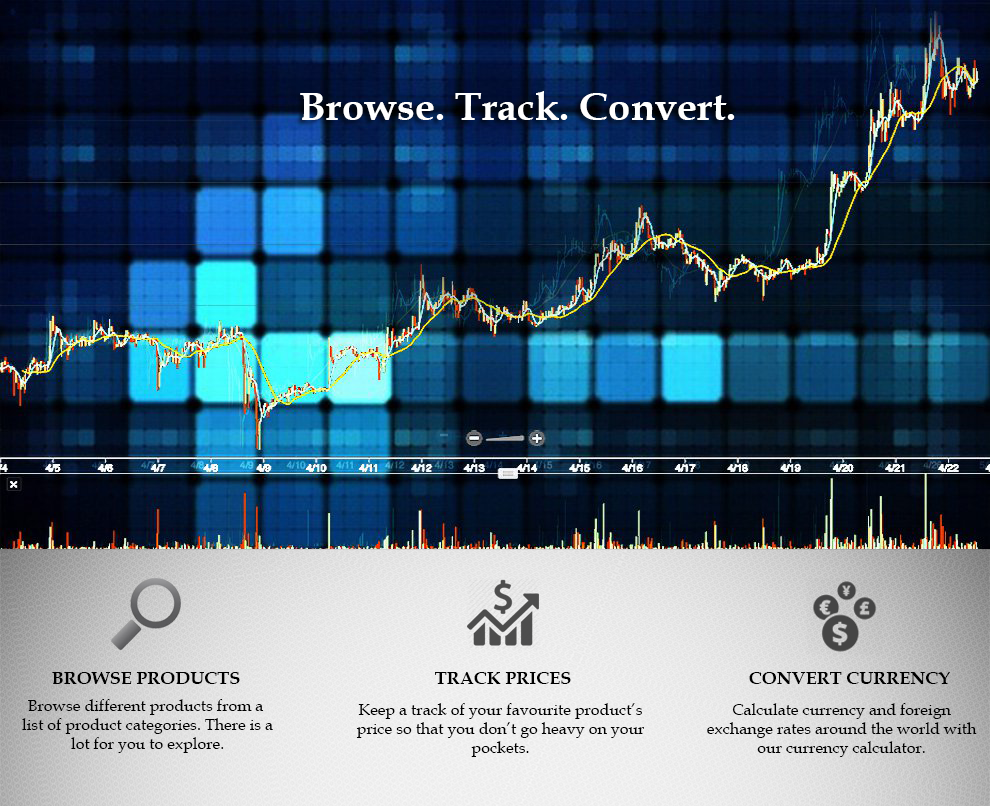 Browse. Track. Convert.
4/5 4/6 4/7 4/8 4/9 4/10 4/11 4/12 4/13 4/14 4/15 4/16 4/17 4/18 4/19 4/20 4/21 4/22
$
¥
€ £
$
BROWSE PRODUCTS
TRACK PRICES
CONVERT CURRENCY
Browse different products from a
list of product categories. There is a
lot for you to explore.
Keep a track of your favourite product’s
price so that you don’t go heavy on your
pockets.
Calculate currency and foreign
exchange rates around the world with
our currency calculator.